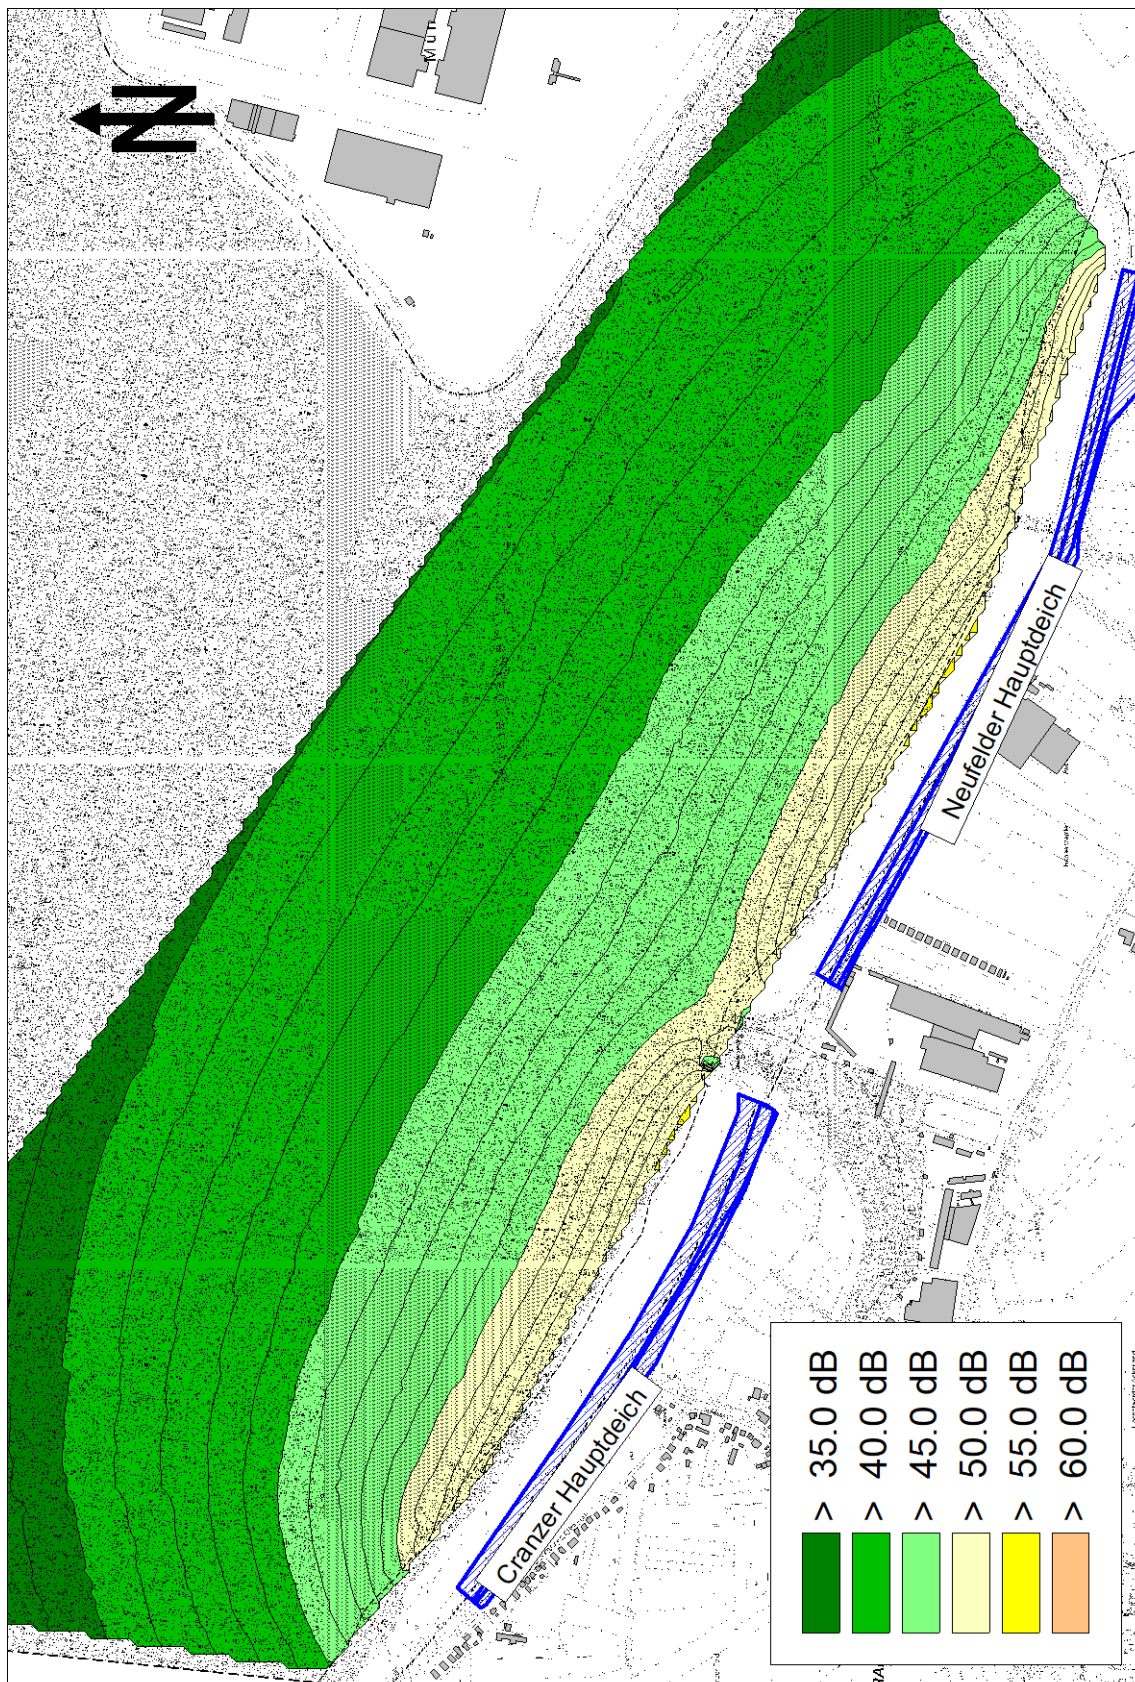 N
Mün
Neufelder Hauptdeich
Cranzer Hauptdeich
> 35.0 dB
> 40.0 dB
> 45.0 dB
> 50.0 dB
> 55.0 dB
> 60.0 dB